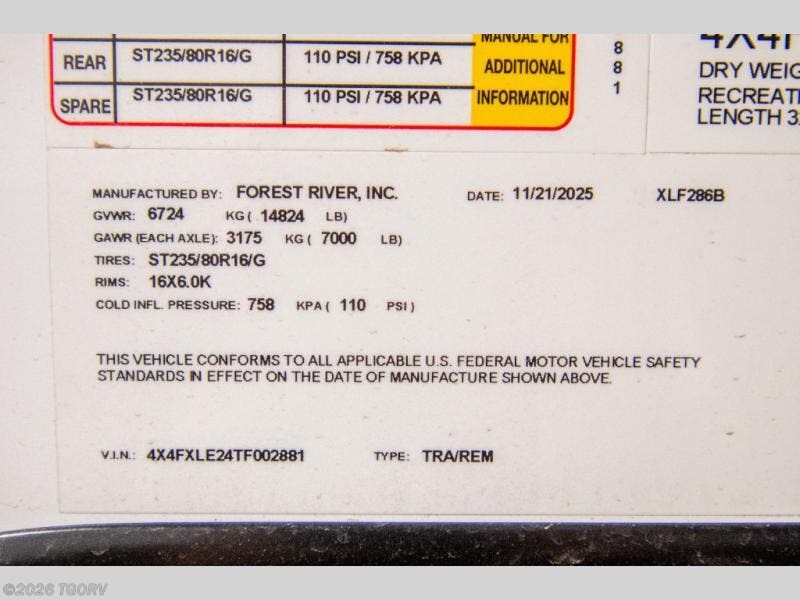 MANUAL FOR
REAR ST235/80R16/G 110 PSI / 758 KPA ADDITIONAL
SPARE ST235/80R16/G 110 PSI / 758 KPA INFORMATION
8
8
1
DRY WEIG
RECREATI
LENGTH 3
MANUFACTURED BY: FOREST RIVER, INC. DATE: 11/21/2025 XLF286B
GVWR: 6724 KG( 14824 LB)
GAWR (EACH AXLE): 3175 KG ( 7000 LB)
TIRES: ST235/80R16/G
RIMS: 16X6.0K
COLD INFL. PRESSURE: 758 KPA ( 110 PSI )
THIS VEHICLE CONFORMS TO ALL APPLICABLE U.S. FEDERAL MOTOR VEHICLE SAFETY
STANDARDS IN EFFECT ON THE DATE OF MANUFACTURE SHOWN ABOVE.
V.I.N.: 4X4FXLE24TF002881 TYPE: TRA/REM
©2026 TGORV